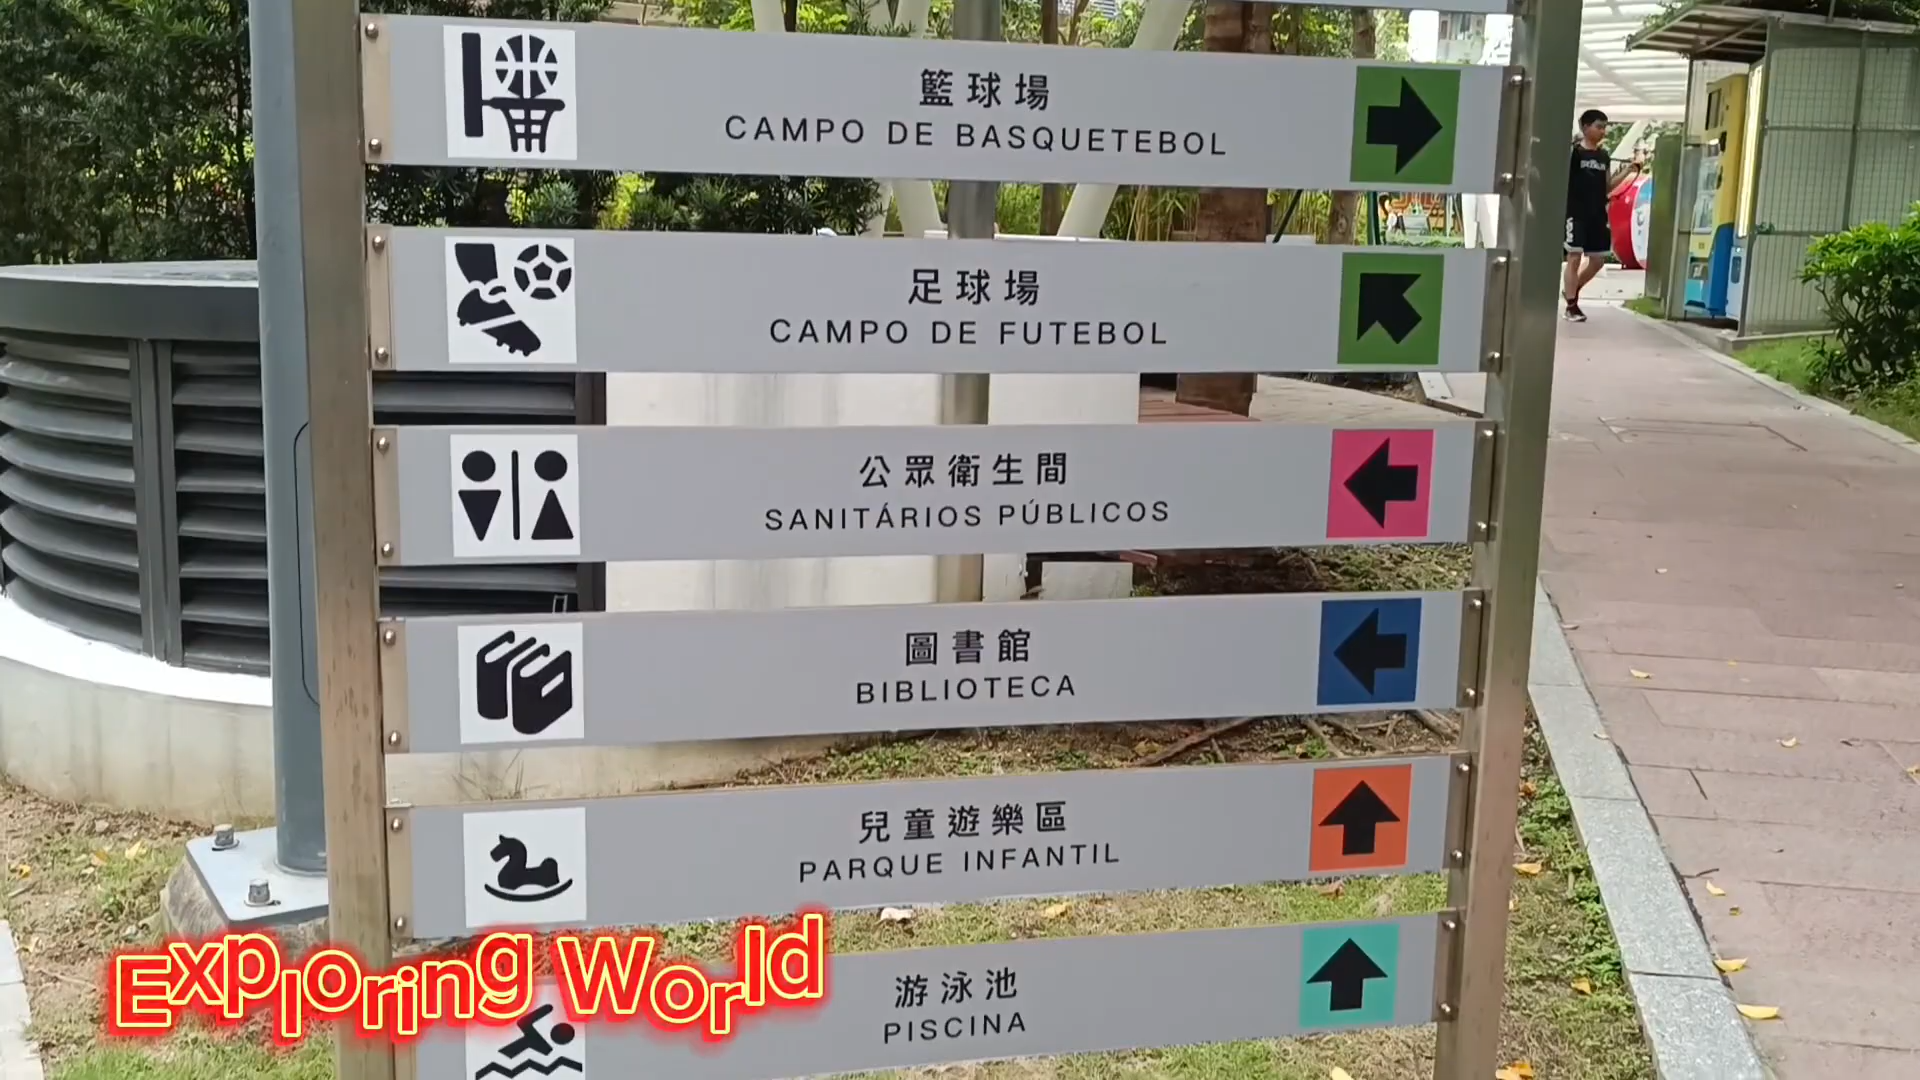 籃球場
CAMPO DE BASQUETEBOL
足球場
CAMPO DE FUTEBOL
公眾衛生間
SANITÁRIOS PÚBLICOS
圖書館
BIBLIOTECA
兒童遊樂區
PARQUE INFANTIL
游泳池
PISCINA
Exploring World